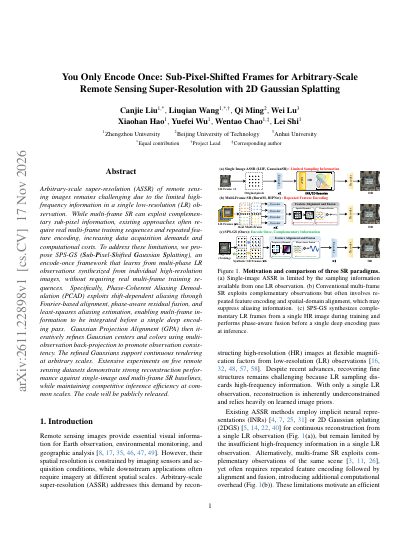 You Only Encode Once: Sub-Pixel-Shifted Frames for Arbitrary-Scale
Remote Sensing Super-Resolution with 2D Gaussian Splatting
Canjie Liu¹,*, Liuqian Wang¹,*,†, Qi Ming², Wei Lu³
Xiaohan Hao¹, Yuefei Wu¹, Wentao Chao¹,‡, Lei Shi¹
¹Zhengzhou University ²Beijing University of Technology ³Anhui University
*Equal contribution †Project Lead ‡Corresponding author
arXiv:2611.22898v1 [cs.CV] 17 Nov 2026
Abstract
Arbitrary-scale super-resolution (ASSR) of remote sens-
ing images remains challenging due to the limited high-
frequency information in a single low-resolution (LR) ob-
servation. While multi-frame SR can exploit complemen-
tary sub-pixel information, existing approaches often re-
quire real multi-frame training sequences and repeated
feature encoding, increasing data acquisition demands and
computational costs. To address these limitations, we pro-
pose SPS-GS (Sub-Pixel-Shifted Gaussian Splatting), an
encode-once framework that learns from multi-phase LR
observations synthesized from individual high-resolution
images, without requiring real multi-frame training se-
quences. Specifically, Phase-Coherent Aliasing Demodu-
lation (PCAD) exploits shift-dependent aliasing through
Fourier-based alignment, phase-aware residual fusion, and
least-squares aliasing estimation, enabling multi-frame in-
formation to be integrated before a single deep encod-
ing pass. Gaussian Projection Alignment (GPA) then it-
eratively refines Gaussian centers and colors using multi-
observation back-projection to promote observation consis-
tency. The refined Gaussians support continuous rendering
at arbitrary scales. Extensive experiments on five remote
sensing datasets demonstrate strong reconstruction perfor-
mance against single-image and multi-frame SR baselines,
while maintaining competitive inference efficiency at com-
mon scales. The code will be publicly released.
1. Introduction
Remote sensing images provide essential visual information
for Earth observation, environmental monitoring, and
geographic analysis [8, 17, 35, 46, 47, 49]. However, their
spatial resolution is constrained by imaging sensors and ac-
quisition conditions, while downstream applications often
require imagery at different spatial scales. Arbitrary-scale
super-resolution (ASSR) addresses this demand by recon-
Figure 1. Motivation and comparison of three SR paradigms.
(a) Single-image ASSR is limited by the sampling information
available from one LR observation. (b) Conventional multi-frame
SR exploits complementary observations but often involves re-
peated feature encoding and spatial-domain alignment, which may
suppress aliasing information. (c) SPS-GS synthesizes comple-
mentary LR frames from a single HR image during training and
performs phase-aware fusion before a single deep encoding pass
at inference.
structing high-resolution (HR) images at flexible magnifi-
cation factors from low-resolution (LR) observations [16,
32, 48, 57, 58]. Despite recent advances, recovering fine
structures remains challenging because LR sampling dis-
cards high-frequency information. With only a single LR
observation, reconstruction is inherently underconstrained
and relies heavily on learned image priors.
Existing ASSR methods employ implicit neural repre-
sentations (INRs) [4, 7, 25, 31] or 2D Gaussian splatting
(2DGS) [5, 14, 22, 40] for continuous reconstruction from
a single LR observation (Fig. 1(a)), but remain limited by
the insufficient high-frequency information in a single LR
observation. Alternatively, multi-frame SR exploits com-
plementary observations of the same scene [3, 11, 26],
yet often requires repeated feature encoding followed by
alignment and fusion, introducing additional computational
overhead (Fig. 1(b)). These limitations motivate an efficient
1